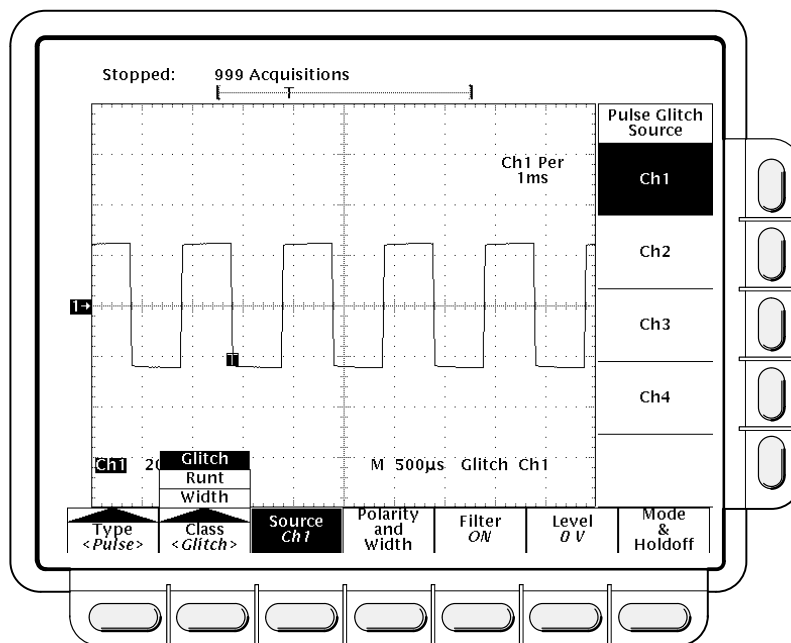 Stopped: 999 Acquisitions
T
Pulse Glitch
Source
Ch1 Per
1ms
Ch1
Ch2
1→
Ch3
T
Ch4
Ch1 M 500µs Glitch Ch1
Glitch
Runt
Width
Type
<Pulse>
Class
<Glitch>
Source
Ch1
Polarity
and
Width
Filter
ON
Level
0 V
Mode
&
Holdoff